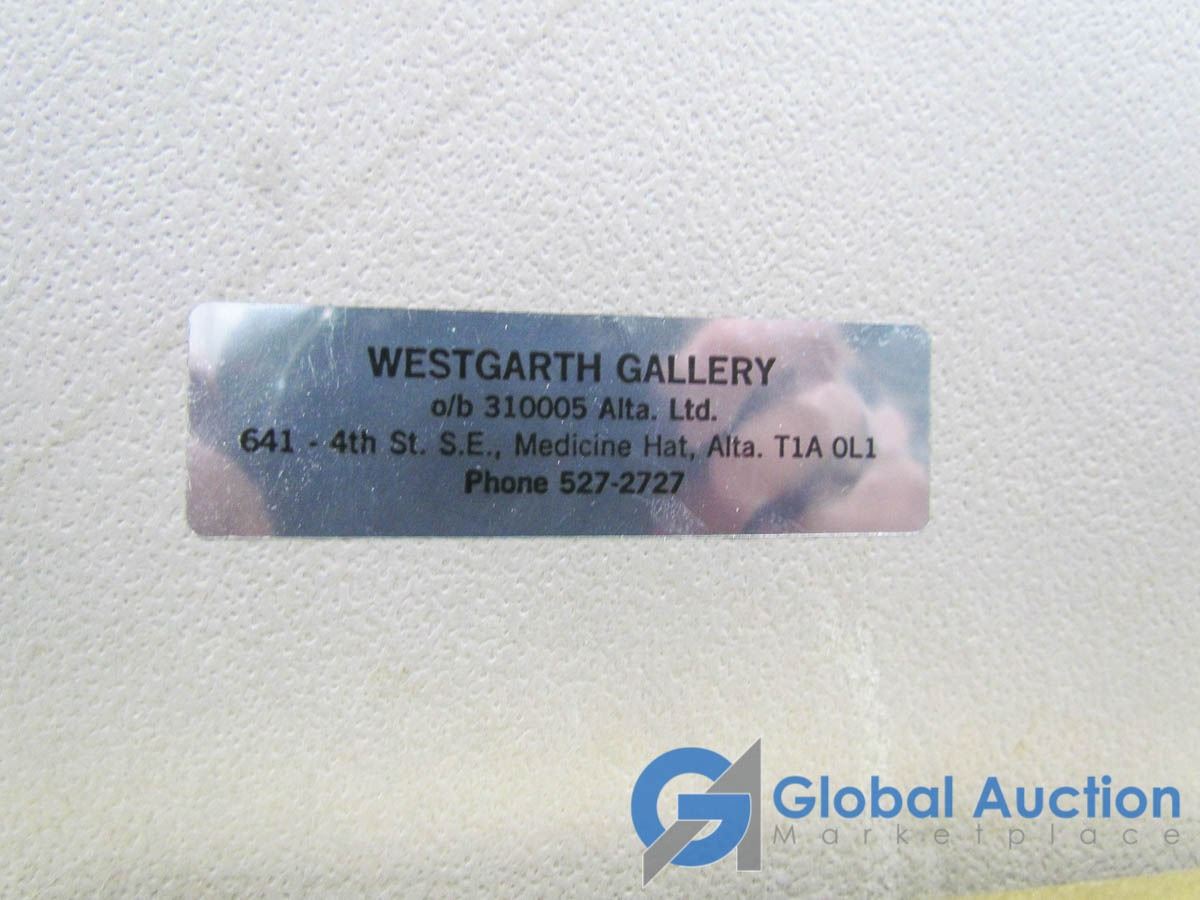 WESTGARTH GALLERY
o/b 310005 Alta. Ltd.
641 - 4th St. S.E., Medicine Hat, Alta. T1A 0L1
Phone 527-2727
Global Auction
Marketplace